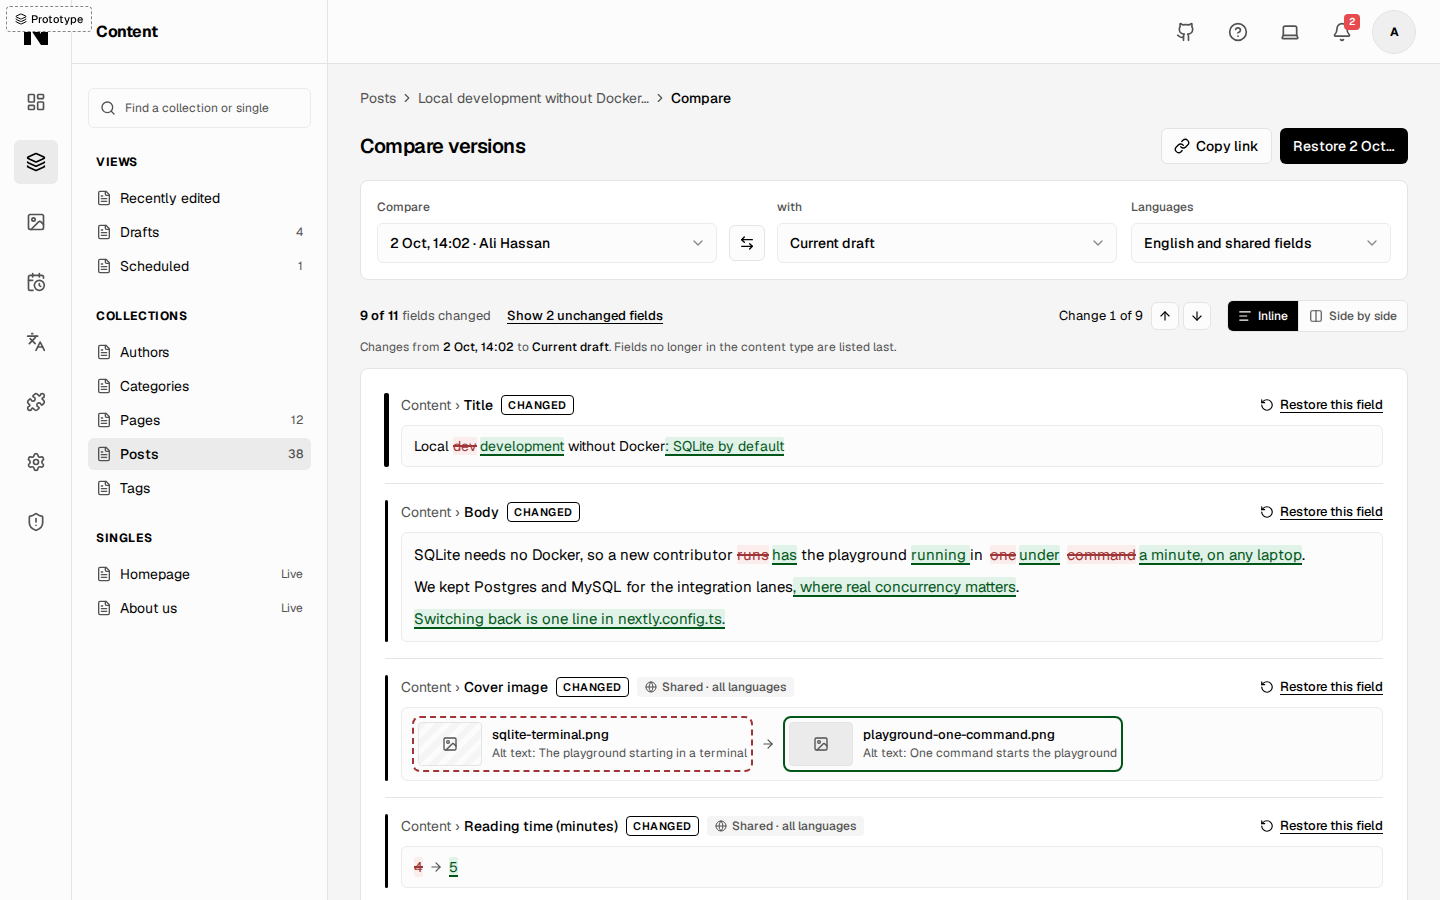 Prototype
Content
2
A
Find a collection or single
VIEWS
Recently edited
Drafts 4
Scheduled 1
COLLECTIONS
Authors
Categories
Pages 12
Posts 38
Tags
SINGLES
Homepage Live
About us Live
Posts > Local development without Docker... > Compare
Compare versions
Copy link
Restore 2 Oct...
Compare with Languages
2 Oct, 14:02 · Ali Hassan Current draft English and shared fields
9 of 11 fields changed Show 2 unchanged fields
Change 1 of 9 Inline Side by side
Changes from 2 Oct, 14:02 to Current draft. Fields no longer in the content type are listed last.
Content › Title CHANGED Restore this field
Local dev development without Docker: SQLite by default
Content › Body CHANGED Restore this field
SQLite needs no Docker, so a new contributor runs has the playground running in one under command a minute, on any laptop.
We kept Postgres and MySQL for the integration lanes, where real concurrency matters.
Switching back is one line in nextly.config.ts.
Content › Cover image CHANGED Shared · all languages Restore this field
sqlite-terminal.png
Alt text: The playground starting in a terminal
→
playground-one-command.png
Alt text: One command starts the playground
Content › Reading time (minutes) CHANGED Shared · all languages Restore this field
4 → 5